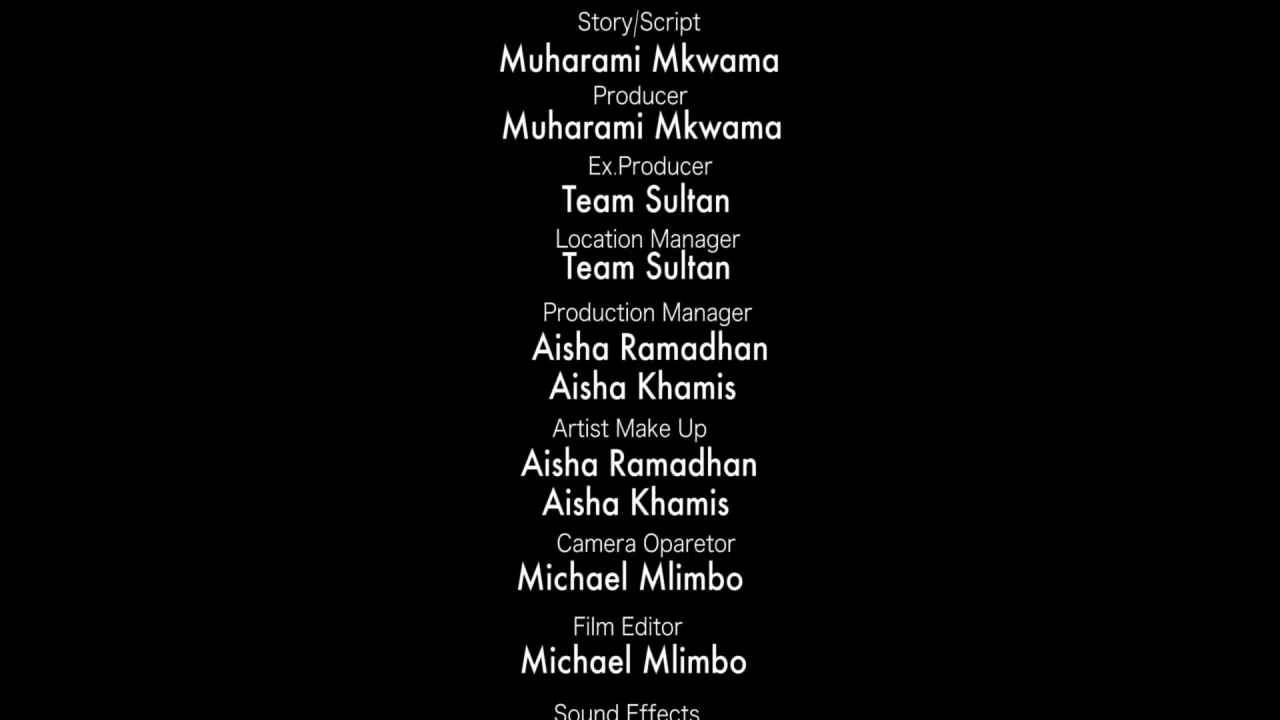 Story/Script
Muharami Mkwama
Producer
Muharami Mkwama
Ex.Producer
Team Sultan
Location Manager
Team Sultan
Production Manager
Aisha Ramadhan
Aisha Khamis
Artist Make Up
Aisha Ramadhan
Aisha Khamis
Camera Oparetor
Michael Mlimbo
Film Editor
Michael Mlimbo
Sound Effects